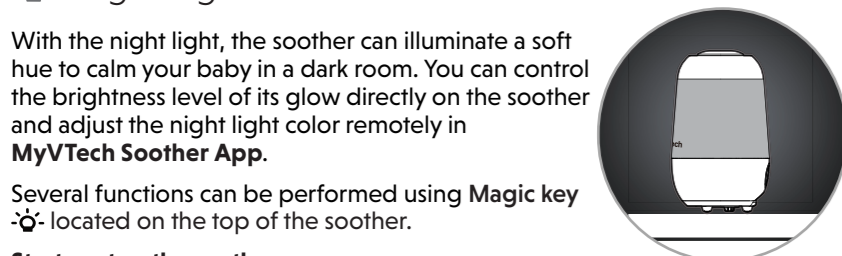 With the night light, the soother can illuminate a soft
hue to calm your baby in a dark room. You can control
the brightness level of its glow directly on the soother
and adjust the night light color remotely in
MyVTech Soother App.
Several functions can be performed using Magic key
located on the top of the soother.
ch